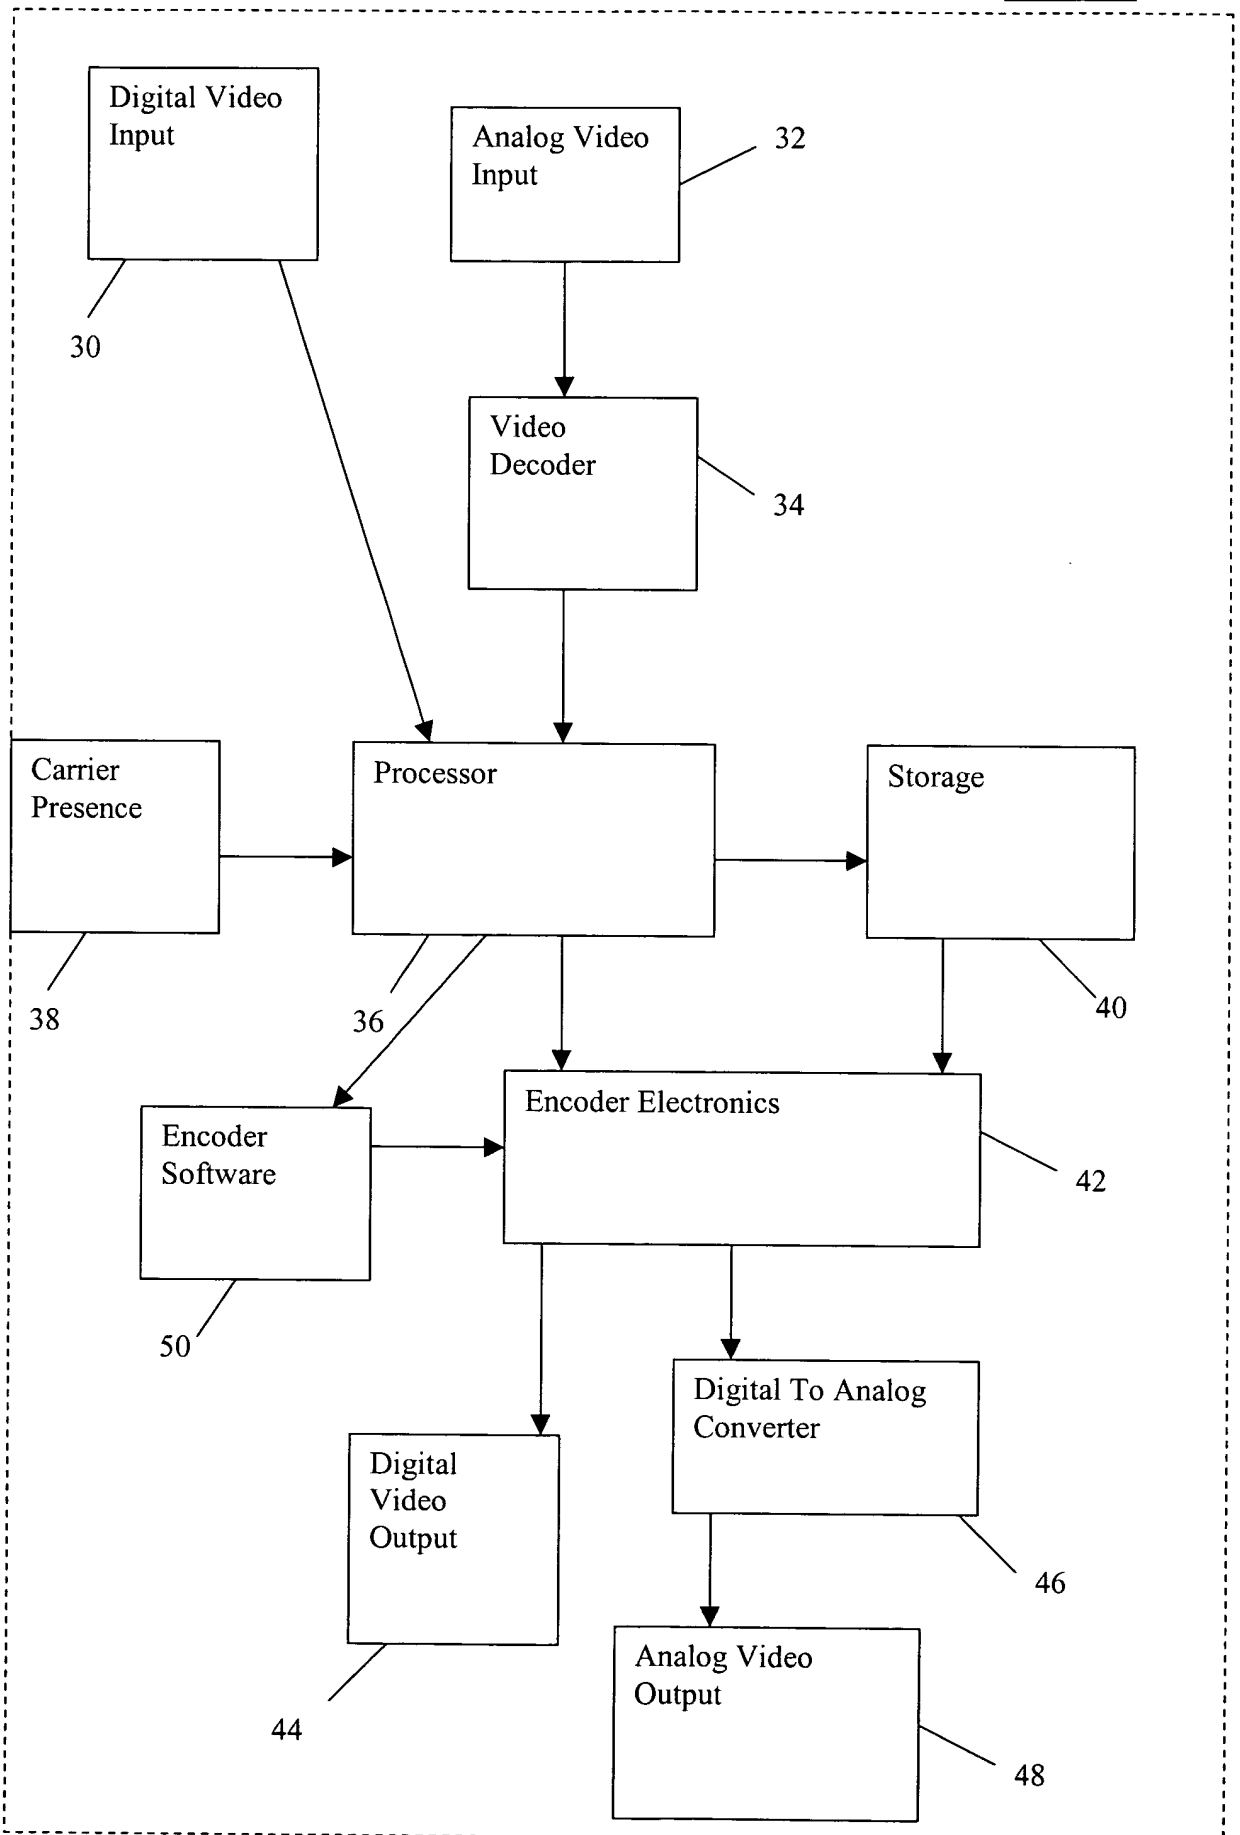 Digital Video
Input
Analog Video
Input
32
30
Video
Decoder
34
Carrier
Presence
Processor
Storage
38
36
40
Encoder Electronics
Encoder
Software
42
50
Digital To Analog
Converter
Digital
Video
Output
46
Analog Video
Output
44
48